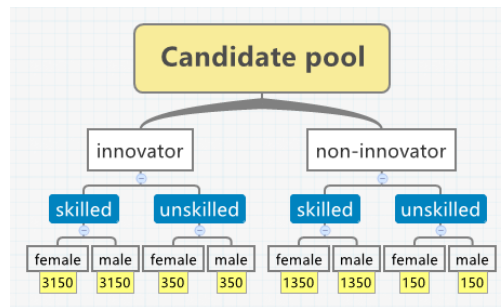 Candidate pool
innovator non-innovator
skilled unskilled skilled unskilled
female male female male female male female male
3150 3150 350 350 1350 1350 150 150